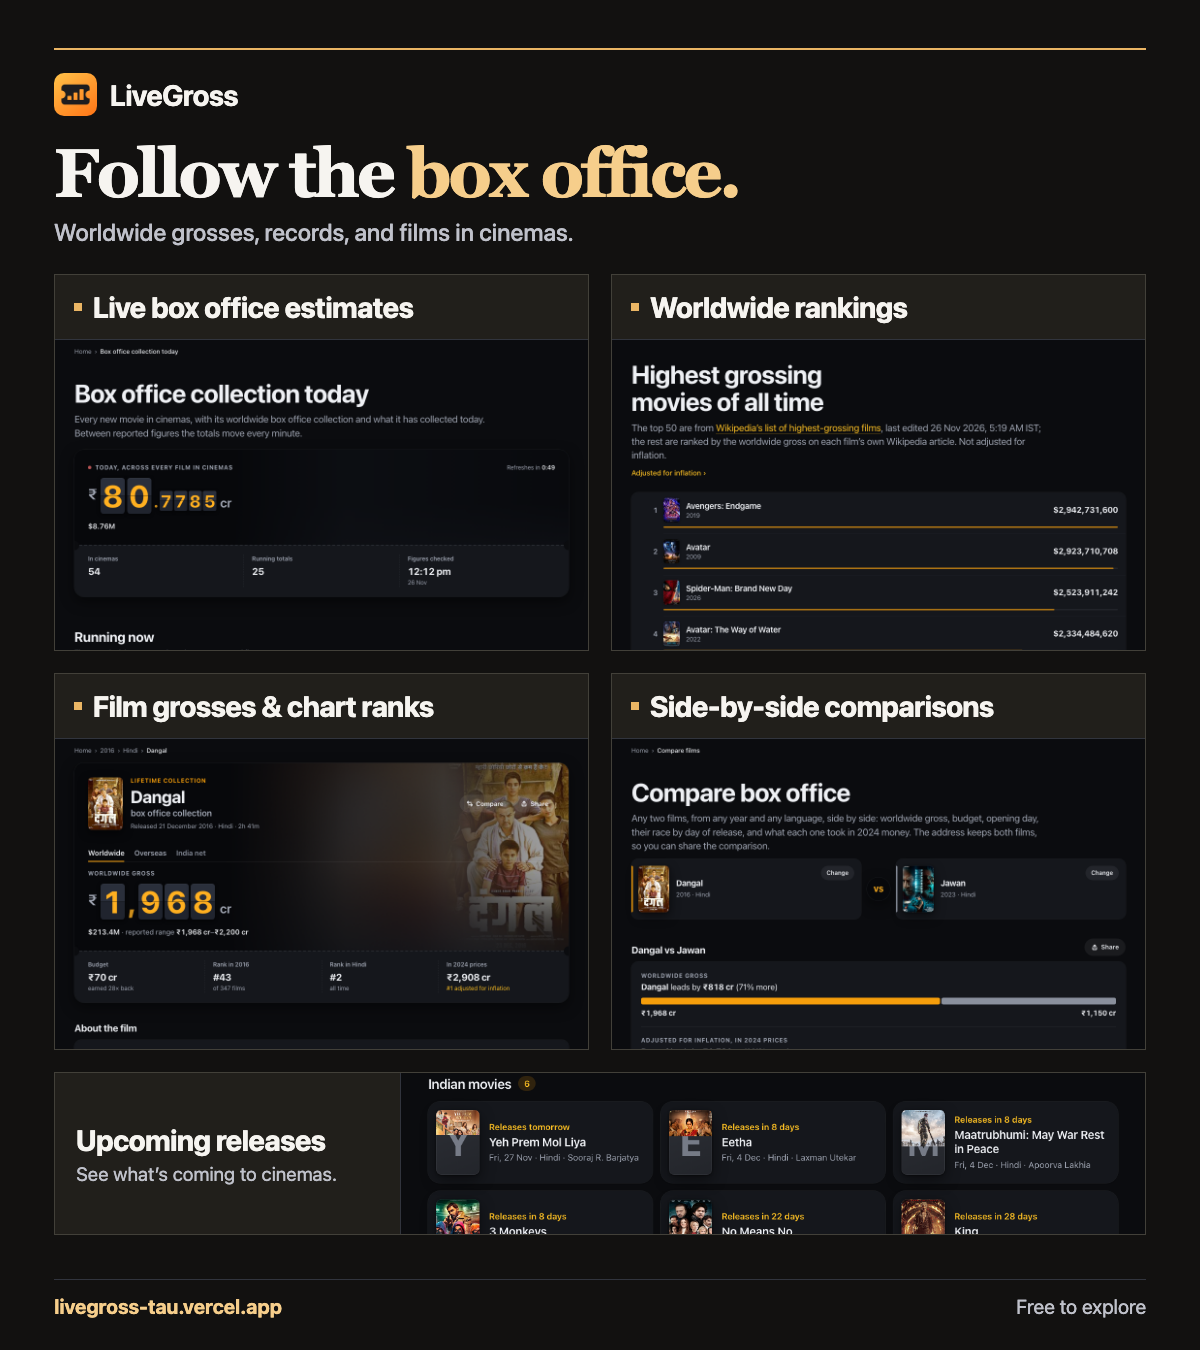 LiveGross
Follow the box office.
Worldwide grosses, records, and films in cinemas.
Live box office estimates
Home › Box office collection today
Box office collection today
Every new movie in cinemas, with its worldwide box office collection and what it has collected today.
Between reported figures the totals move every minute.
TODAY, ACROSS EVERY FILM IN CINEMAS
Refreshes in 0:49
₹80.7785 cr
$8.76M
In cinemas
54
Running totals
25
Figures checked
12:12 pm
28 Nov
Running now
Worldwide rankings
Highest grossing
movies of all time
The top 50 are from Wikipedia's list of highest-grossing films, last edited 26 Nov 2026, 5:19 AM IST;
the rest are ranked by the worldwide gross on each film's own Wikipedia article. Not adjusted for
inflation.
Adjusted for inflation ›
1 Avengers: Endgame $2,942,731,600
2019
2 Avatar $2,923,710,708
2009
3 Spider-Man: Brand New Day $2,523,911,242
2026
4 Avatar: The Way of Water $2,334,484,620
2022
Film grosses & chart ranks
Home › 2016 › Hindi › Dangal
LIFETIME COLLECTION
Dangal
box office collection
Released 21 December 2016 · Hindi · 2h 41m
Compare
Share
दंगल
दंगल
Worldwide Overseas India net
WORLDWIDE GROSS
₹1,968 cr
$213.4M · reported range ₹1,968 cr–₹2,200 cr
Budget
₹70 cr
earned 28× back
Rank in 2016
#43
of 347 films
Rank in Hindi
#2
all time
In 2024 prices
₹2,908 cr
#1 adjusted for inflation
About the film
Side-by-side comparisons
Home › Compare films
Compare box office
Any two films, from any year and any language, side by side: worldwide gross, budget, opening day,
their race by day of release, and what each one took in 2024 money. The address keeps both films,
so you can share the comparison.
Dangal
2016 · Hindi
Change
VS
Jawan
2023 · Hindi
Change
Dangal vs Jawan
Share
WORLDWIDE GROSS
Dangal leads by ₹818 cr (71% more)
₹1,968 cr ₹1,150 cr
ADJUSTED FOR INFLATION, IN 2024 PRICES
Upcoming releases
See what's coming to cinemas.
Indian movies 6
Y
Releases tomorrow
Yeh Prem Mol Liya
Fri, 27 Nov · Hindi · Sooraj R. Barjatya
E
Releases in 8 days
Eetha
Fri, 4 Dec · Hindi · Laxman Utekar
M
Releases in 8 days
Maatrubhumi: May War Rest
in Peace
Fri, 4 Dec · Hindi · Apoorva Lakhia
Releases in 8 days
3 Monkeys
Releases in 22 days
No Means No
Releases in 28 days
King
livegross-tau.vercel.app
Free to explore